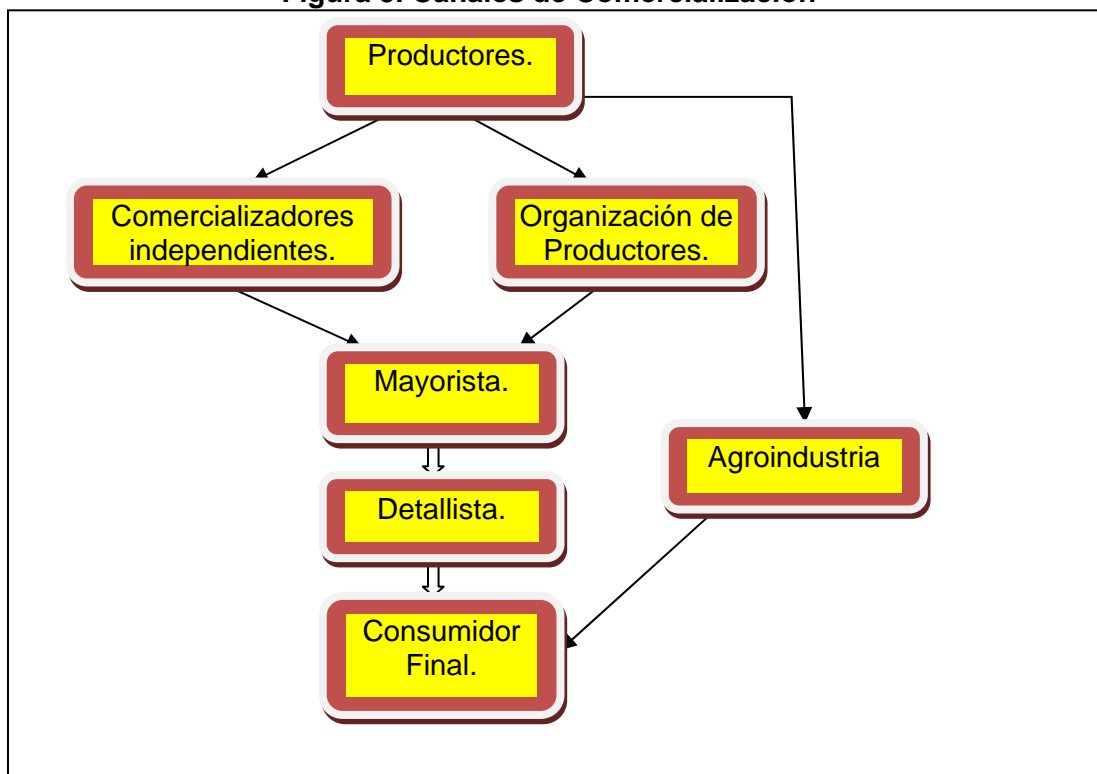 Productores.
Comercializadores
independientes.
Organización de
Productores.
Mayorista.
Agroindustria
Detallista.
Consumidor
Final.